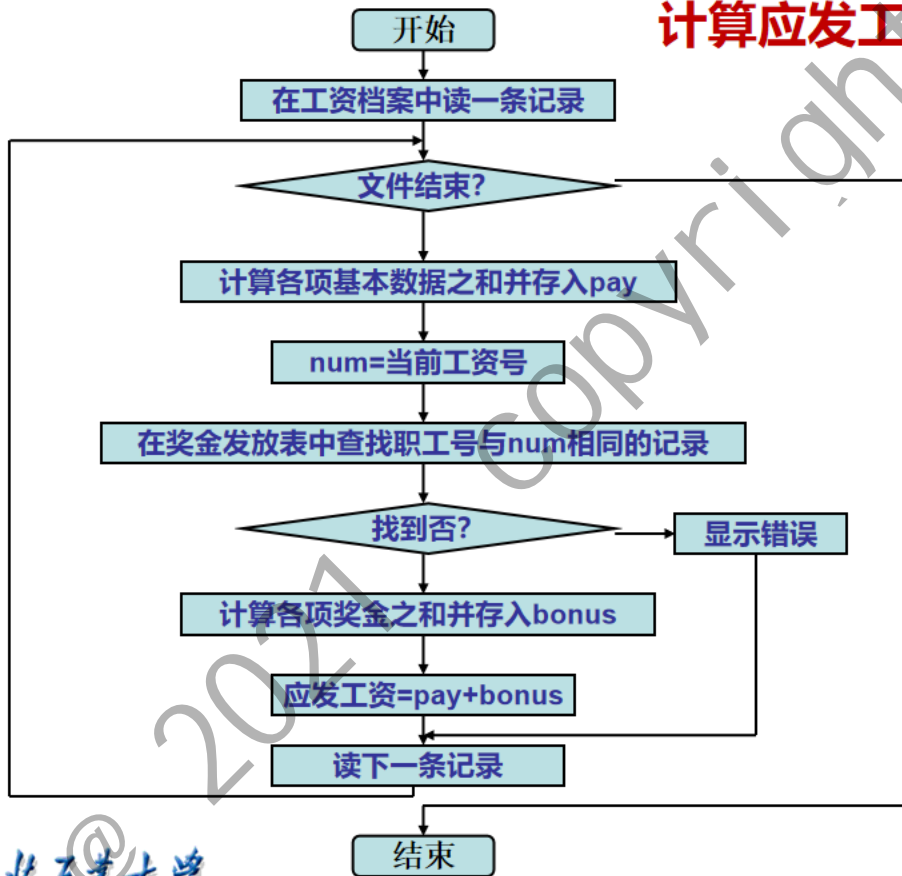 开始
计算应发工
在工资档案中读一条记录
文件结束?
计算各项基本数据之和并存入pay
num=当前工资号
在奖金发放表中查找职工号与num相同的记录
找到否?
显示错误
计算各项奖金之和并存入bonus
应发工资=pay+bonus
读下一条记录
结束
@ 2021 copyright